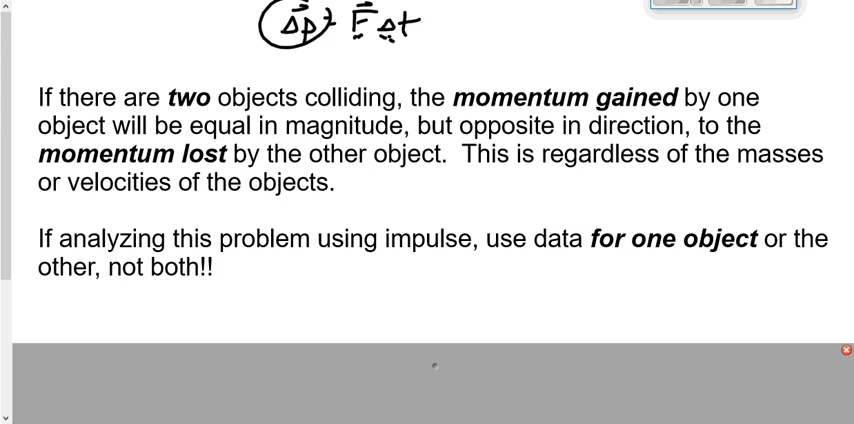 Δp = F Δt
If there are two objects colliding, the momentum gained by one
object will be equal in magnitude, but opposite in direction, to the
momentum lost by the other object. This is regardless of the masses
or velocities of the objects.
If analyzing this problem using impulse, use data for one object or the
other, not both!!